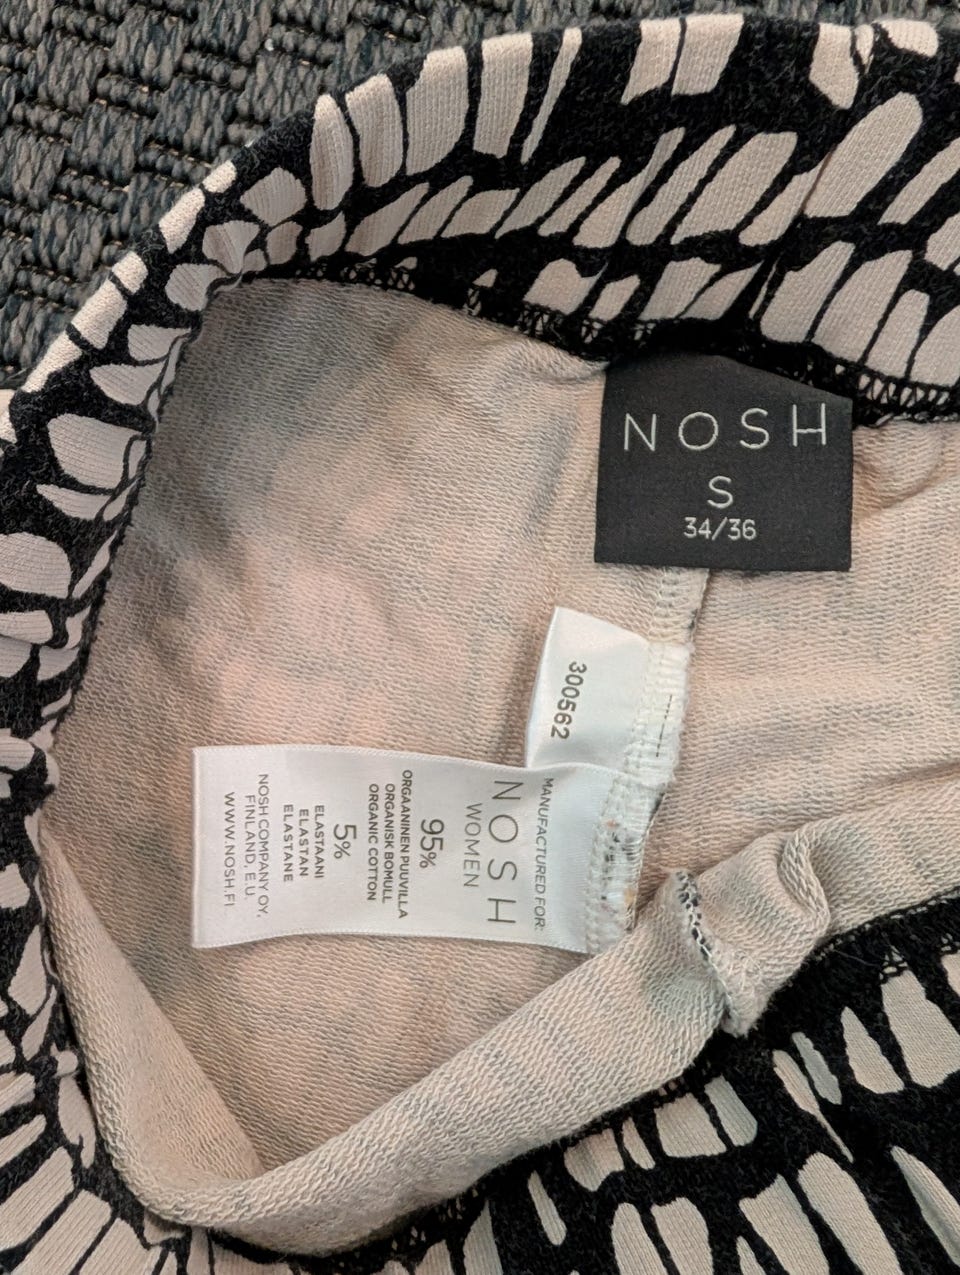 NOSH
S
34/36
300562
MANUFACTURED FOR:
NOSH
WOMEN
95%
ORGAANINEN PUUVILLA
ORGANISK BOMULL
ORGANIC COTTON
5%
ELASTAANI
ELASTAN
ELASTANE
NOSH COMPANY OY,
FINLAND, E.U.
WWW.NOSH.FI